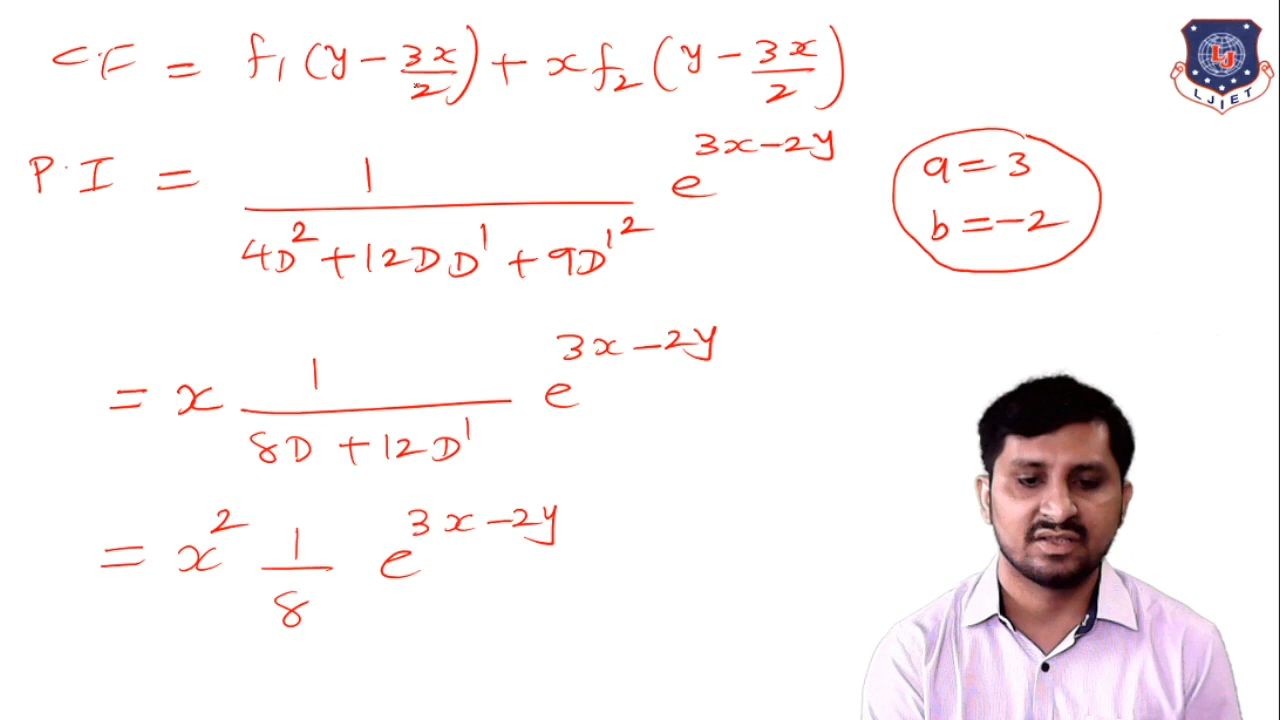 CF = f₁(y - 3x/2) + x f₂(y - 3x/2)
P.I = 1/(4D² + 12DD' + 9D'²) e^(3x-2y)
a = 3
b = -2
= x 1/(8D + 12D') e^(3x-2y)
= x² 1/8 e^(3x-2y)
LJ
LJIET